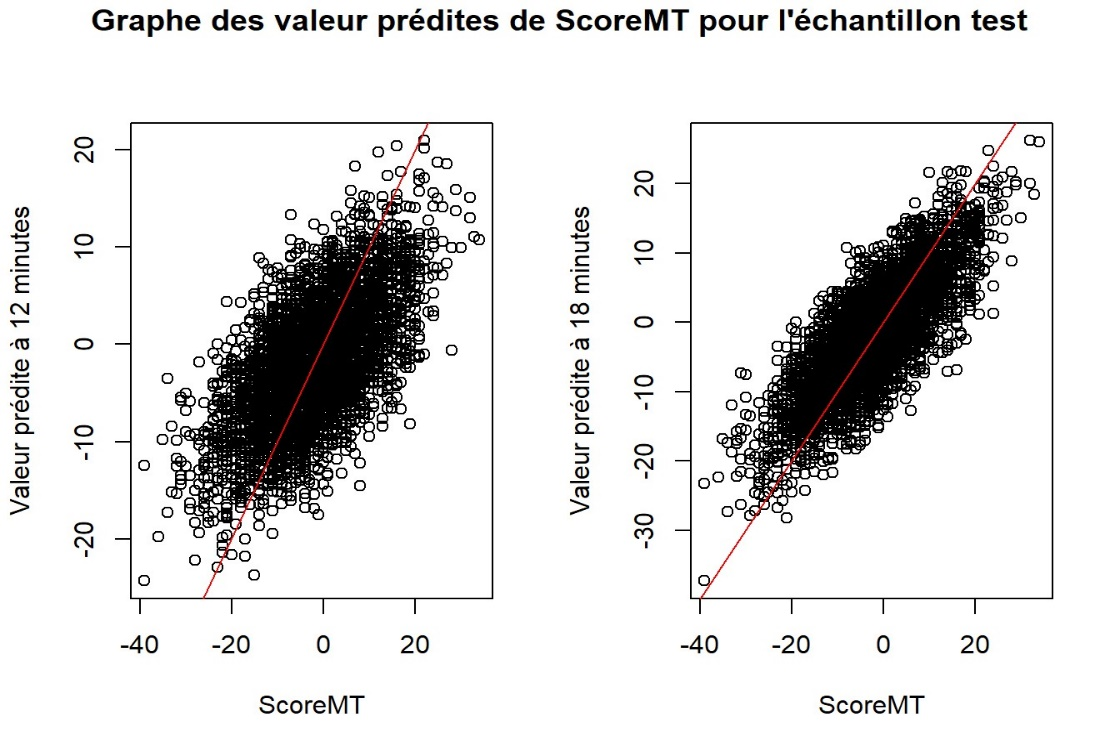 Graphe des valeur prédites de ScoreMT pour l'échantillon test
Valeur prédite à 12 minutes
20
10
0
-10
-20
-40 -20 0 20
ScoreMT
Valeur prédite à 18 minutes
20
10
0
-10
-20
-30
-40 -20 0 20
ScoreMT